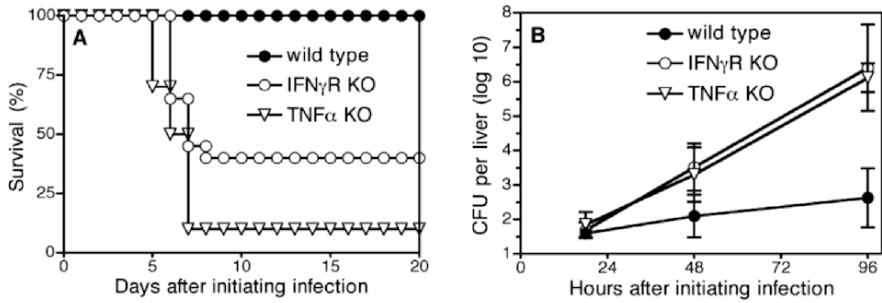 A
wild type
IFNγR KO
TNFα KO
Survival (%)
100
75
50
25
0
0 5 10 15 20
Days after initiating infection
B
wild type
IFNγR KO
TNFα KO
CFU per liver (log 10)
8
7
6
5
4
3
2
1
0 24 48 72 96
Hours after initiating infection